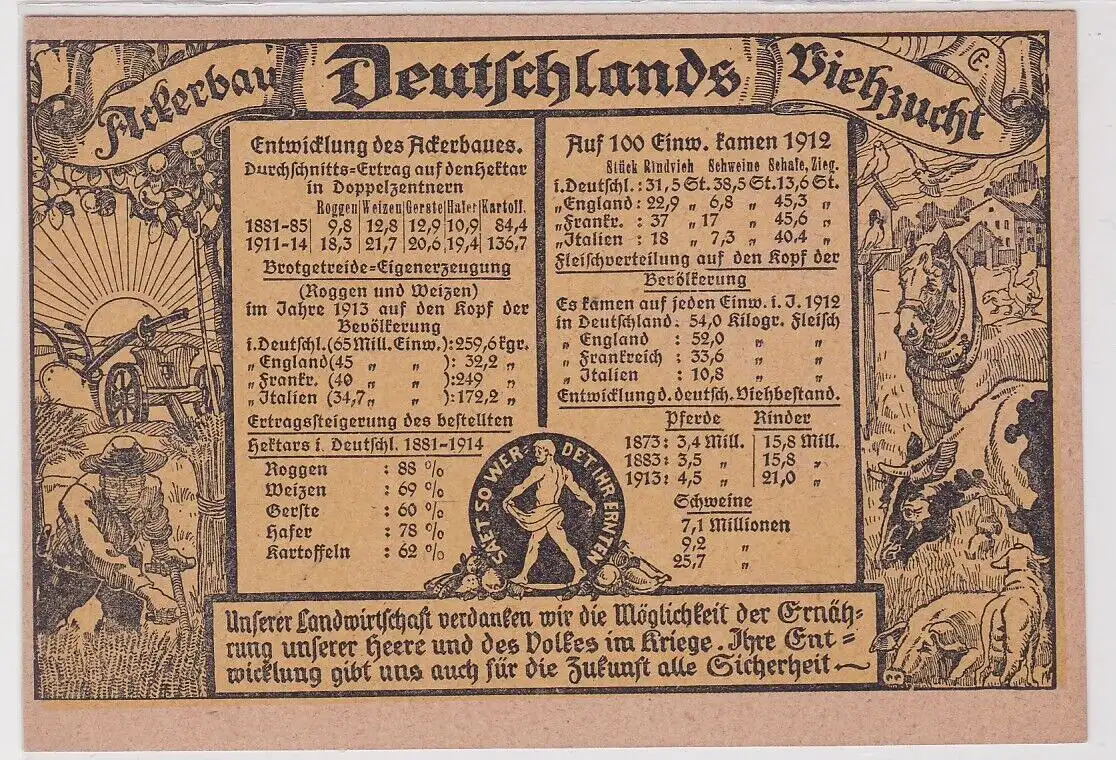 Ackerbau Deutschlands Viehzucht
Entwicklung des Ackerbaues.
Durchschnitts-Ertrag auf den Hektar
in Doppelzentnern
Roggen|Weizen|Gerste|Hafer|Kartoff.
1881-85| 9,8 | 12,8 | 12,9 | 10,9 | 84,4
1911-14| 18,3 | 21,7 | 20,6 | 19,4 | 136,7
Brotgetreide=Eigenerzeugung
(Roggen und Weizen)
im Jahre 1913 auf den Kopf der
Bevölkerung
i. Deutschl. (65 Mill. Einw.): 259,6 kgr.
„ England (45 „ „ ): 32,2 „
„ Frankr. (40 „ „ ): 249 „
„ Italien (34,7 „ „ ): 172,2 „
Ertragssteigerung des bestellten
Hektars i. Deutschl. 1881-1914
Roggen : 88 %
Weizen : 69 %
Gerste : 60 %
Hafer : 78 %
Kartoffeln : 62 %
Auf 100 Einw. kamen 1912
Stück Rindvieh Schweine Schafe, Zieg.
i. Deutschl. : 31,5 St. 38,5 St. 13,6 St.
„ England : 22,9 „ 6,8 „ 45,3 „
„ Frankr. : 37 „ 17 „ 45,6 „
„ Italien : 18 „ 7,3 „ 40,4 „
Fleischverteilung auf den Kopf der
Bevölkerung
Es kamen auf jeden Einw. i. J. 1912
in Deutschland : 54,0 Kilogr. Fleisch
„ England : 52,0 „ „
„ Frankreich : 33,6 „ „
„ Italien : 10,8 „ „
Entwicklung d. deutsch. Viehbestand.
Pferde Rinder
1873: 3,4 Mill. | 15,8 Mill.
1883: 3,5 „ | 15,8 „
1913: 4,5 „ | 21,0 „
Schweine
7,1 Millionen
9,2 „
25,7 „
SAET SO WER-DET IHR ERNTEN
Unserer Landwirtschaft verdanken wir die Möglichkeit der Ernäh-
rung unserer Heere und des Volkes im Kriege. Ihre Ent=
wicklung gibt uns auch für die Zukunft alle Sicherheit